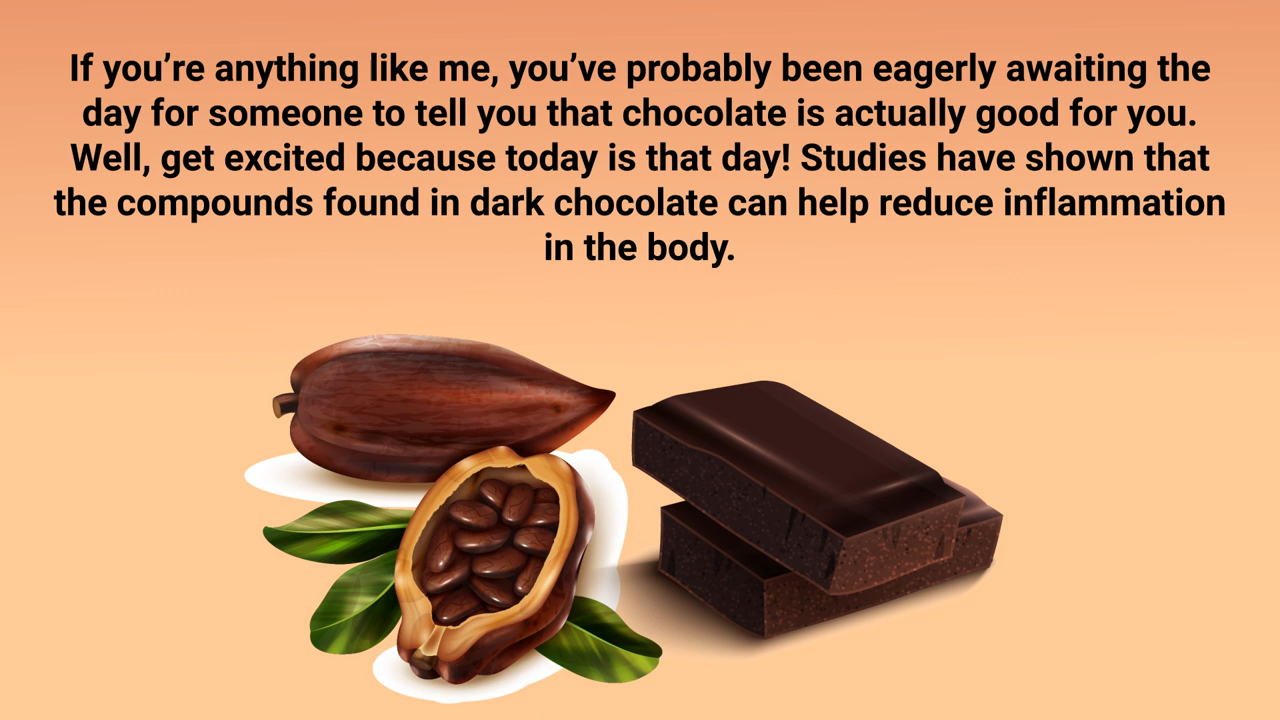 If you’re anything like me, you’ve probably been eagerly awaiting the
day for someone to tell you that chocolate is actually good for you.
Well, get excited because today is that day! Studies have shown that
the compounds found in dark chocolate can help reduce inflammation
in the body.